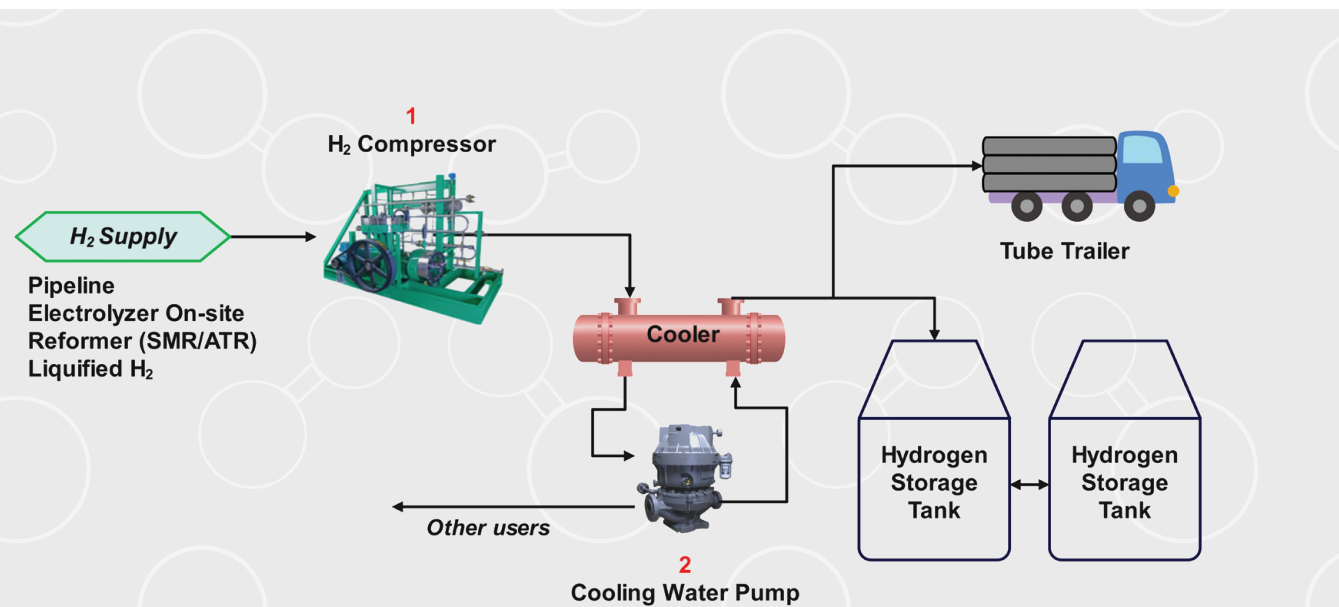 1
H₂ Compressor
H₂ Supply
Pipeline
Electrolyzer On-site
Reformer (SMR/ATR)
Liquified H₂
Tube Trailer
Cooler
Hydrogen
Storage
Tank
Hydrogen
Storage
Tank
Other users
2
Cooling Water Pump